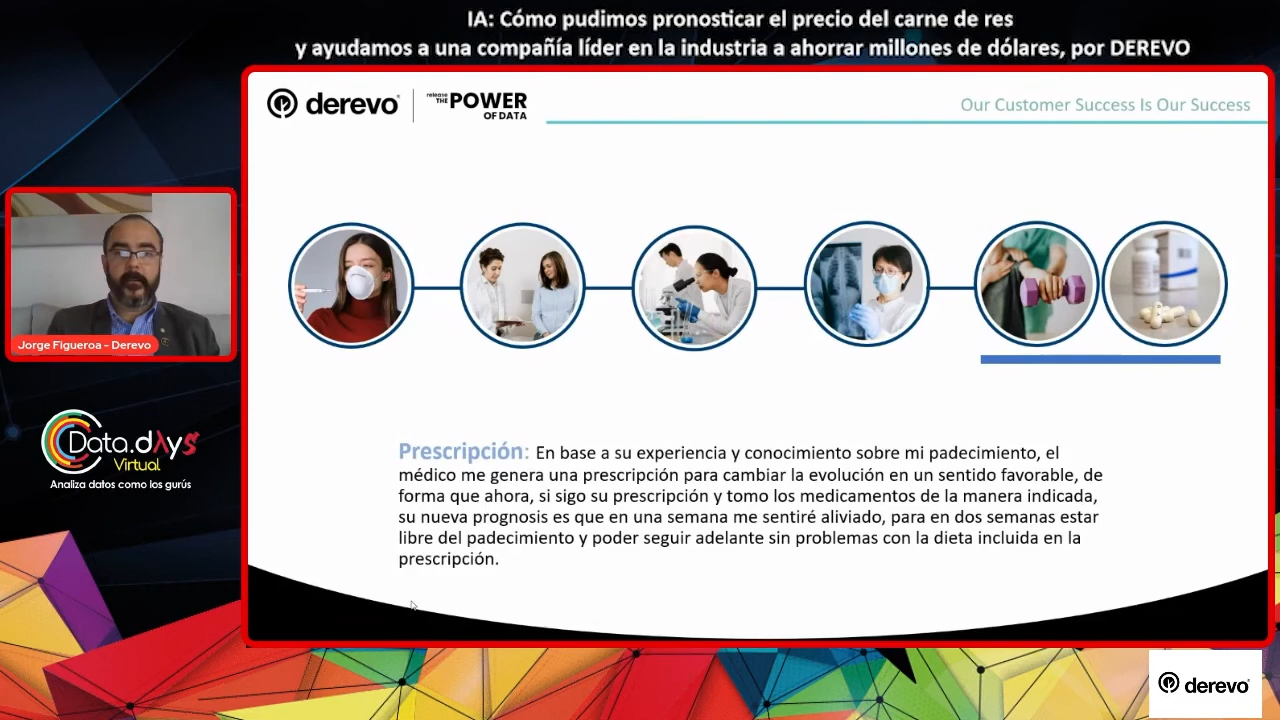 IA: Cómo pudimos pronosticar el precio del carne de res
y ayudamos a una compañía líder en la industria a ahorrar millones de dólares, por DEREVO
derevo
release
THE POWER
OF DATA
Our Customer Success Is Our Success
Jorge Figueroa - Derevo
Data.dλys
Virtual
Analiza datos como los gurús
Prescripción: En base a su experiencia y conocimiento sobre mi padecimiento, el
médico me genera una prescripción para cambiar la evolución en un sentido favorable, de
forma que ahora, si sigo su prescripción y tomo los medicamentos de la manera indicada,
su nueva prognosis es que en una semana me sentiré aliviado, para en dos semanas estar
libre del padecimiento y poder seguir adelante sin problemas con la dieta incluida en la
prescripción.
derevo